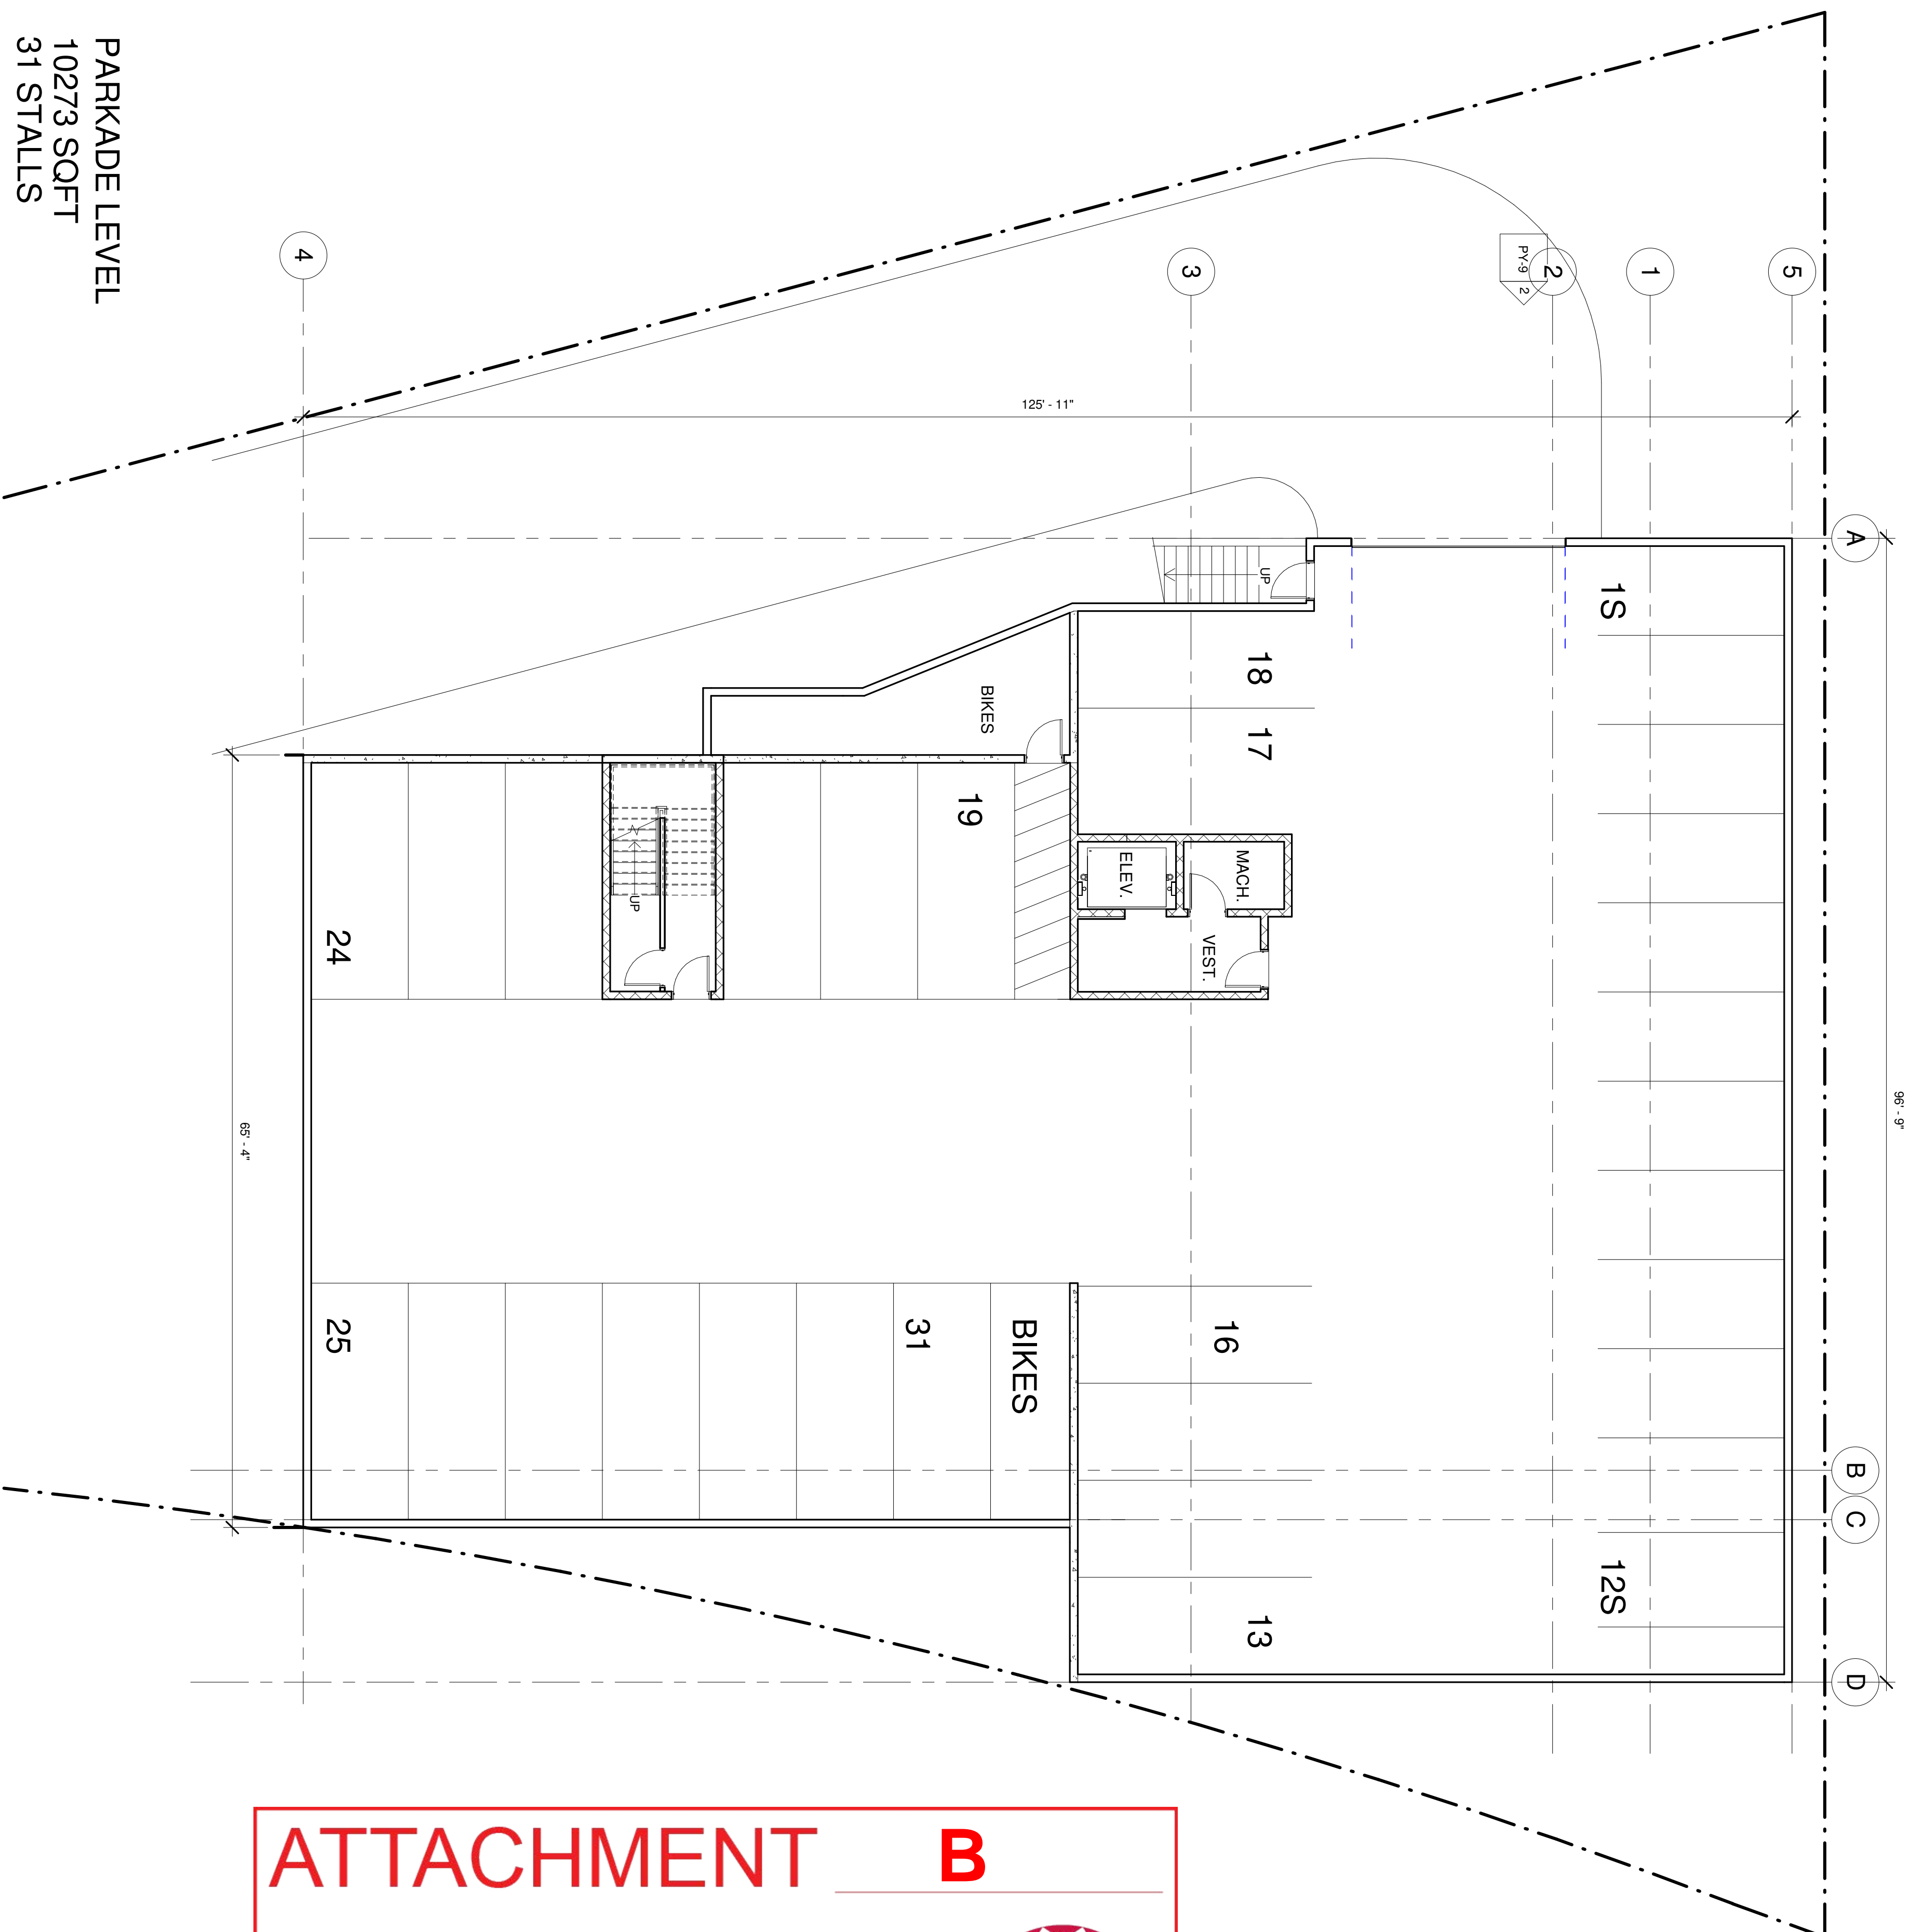 PARKADE LEVEL
10273 SQFT
31 STALLS
4
3
2
1
5
PY-9
2
125' - 11"
A
B
C
D
96' - 9"
65' - 4"
1S
12S
18
17
UP
BIKES
19
ELEV.
MACH.
VEST.
UP
24
16
13
25
31
BIKES
ATTACHMENT B